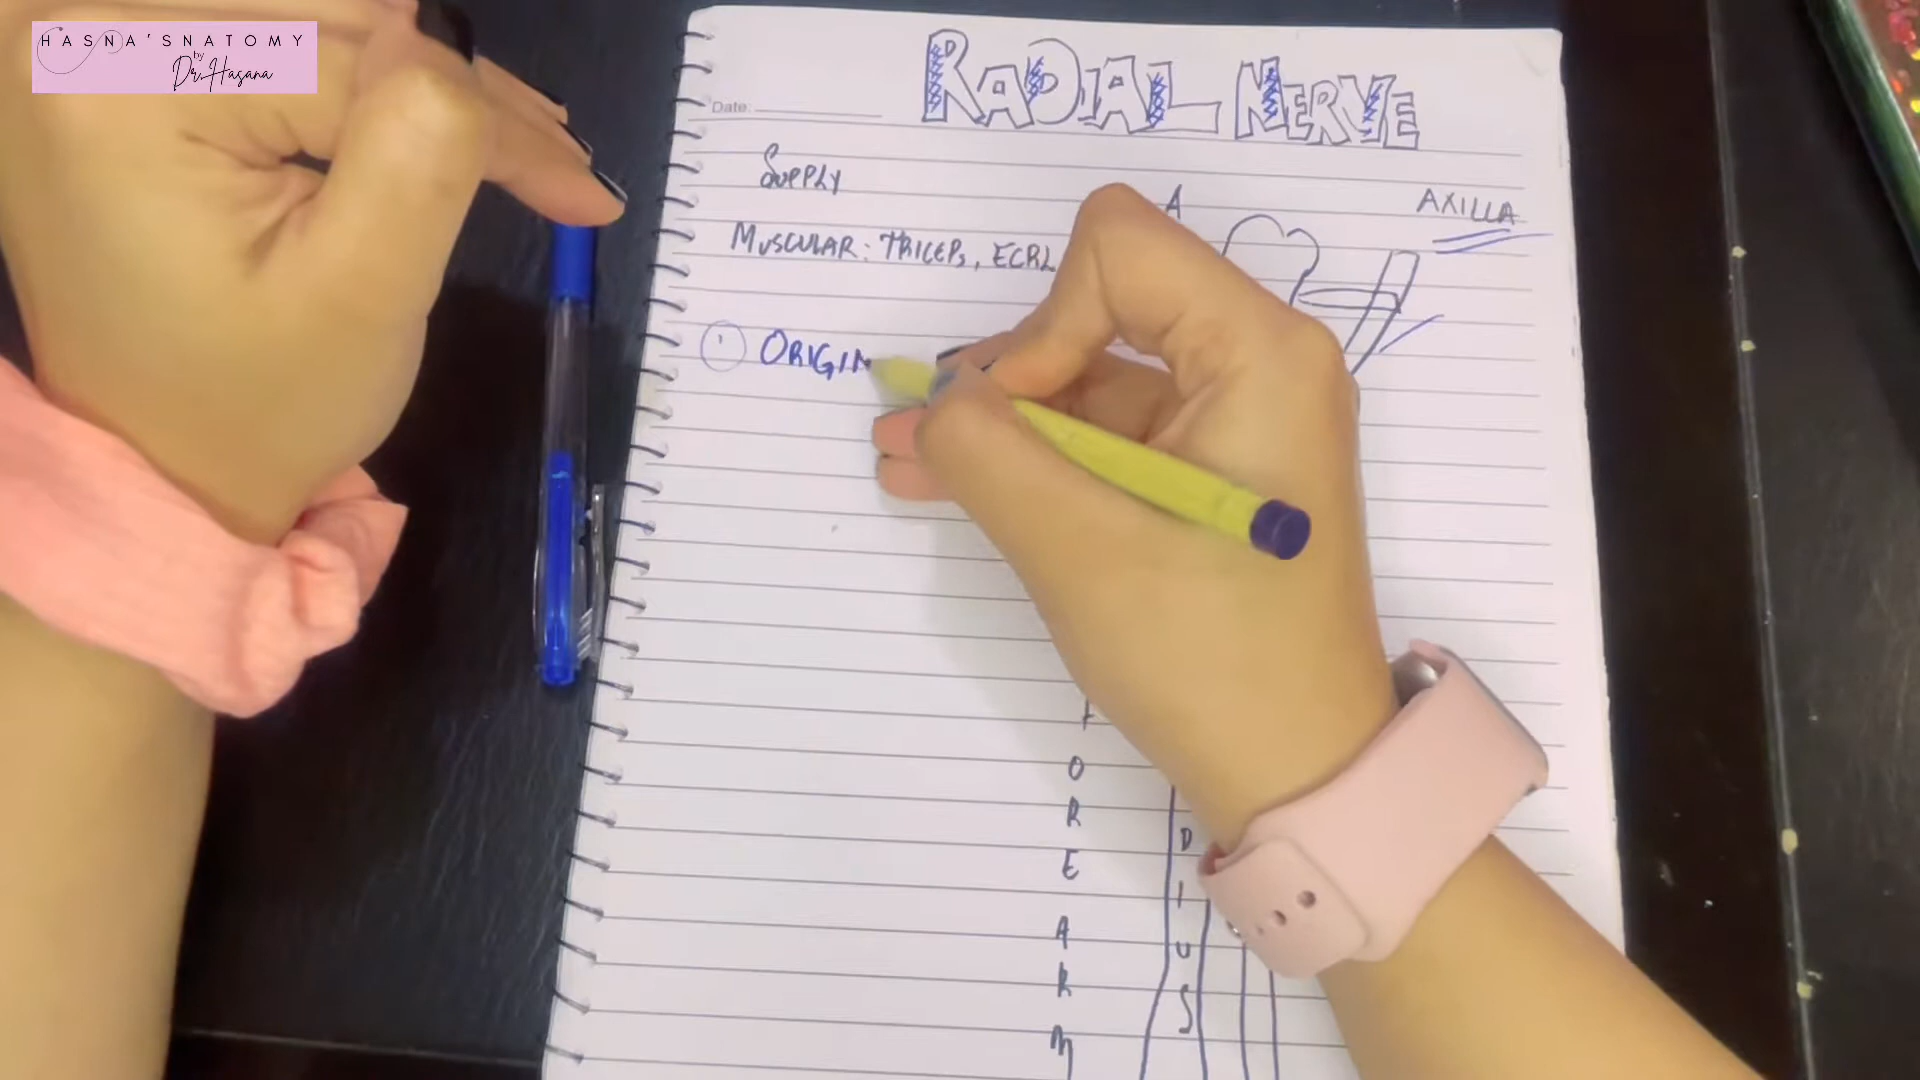 HASNA'SNATOMY
by
Dr.Hasana
RADIAL NERVE
Date:
SUPPLY
A
AXILLA
MUSCULAR: TRICEPS, ECRL
1 ORIGIN
F
O
R
E
A
R
M
D
I
U
S